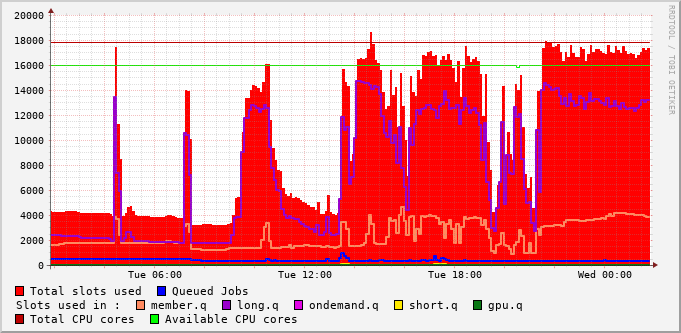 20000
18000
16000
14000
12000
10000
8000
6000
4000
2000
0
Tue 06:00 Tue 12:00 Tue 18:00 Wed 00:00
Total slots used Queued Jobs
Slots used in : member.q long.q ondemand.q short.q gpu.q
Total CPU cores Available CPU cores
RRDTOOL / TOBI OETIKER